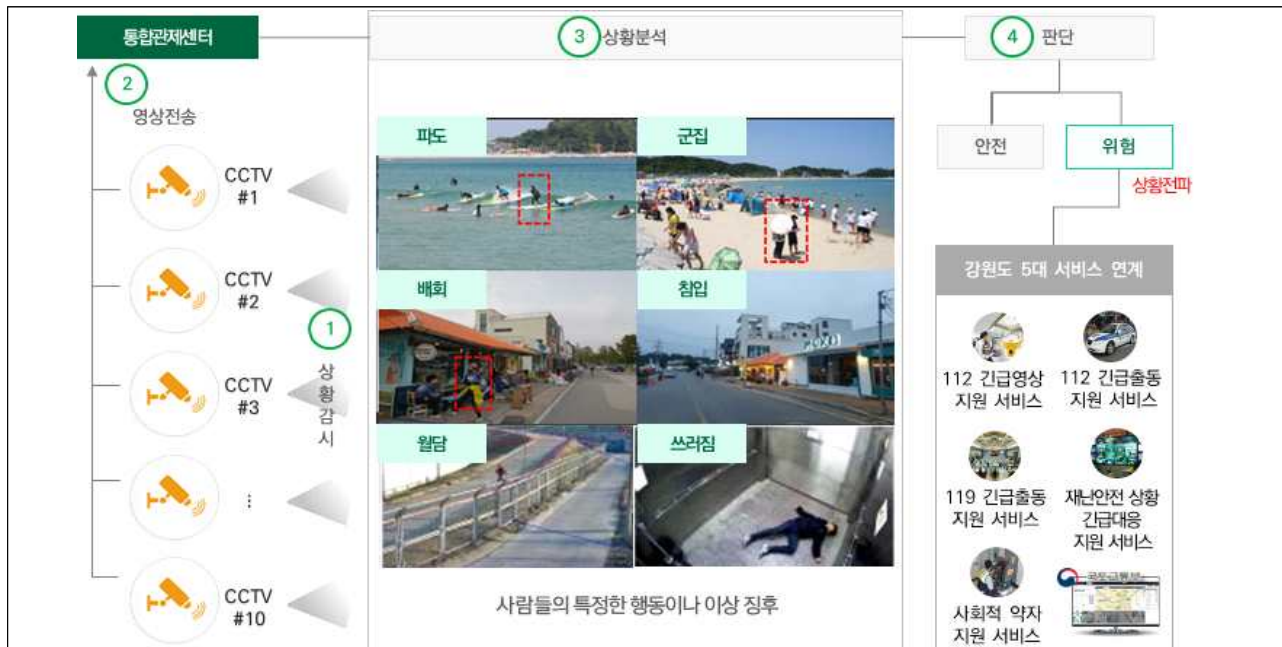 통합관제센터
2
영상전송
CCTV
#1
CCTV
#2
CCTV
#3
⋮
CCTV
#10
1
상
황
감
시
3 상황분석
파도
군집
배회
침입
월담
쓰러짐
사람들의 특정한 행동이나 이상 징후
4 판단
안전
위험
상황전파
강원도 5대 서비스 연계
112 긴급영상
지원 서비스
112 긴급출동
지원 서비스
119 긴급출동
지원 서비스
재난안전 상황
긴급대응
지원 서비스
사회적 약자
지원 서비스
국토교통부